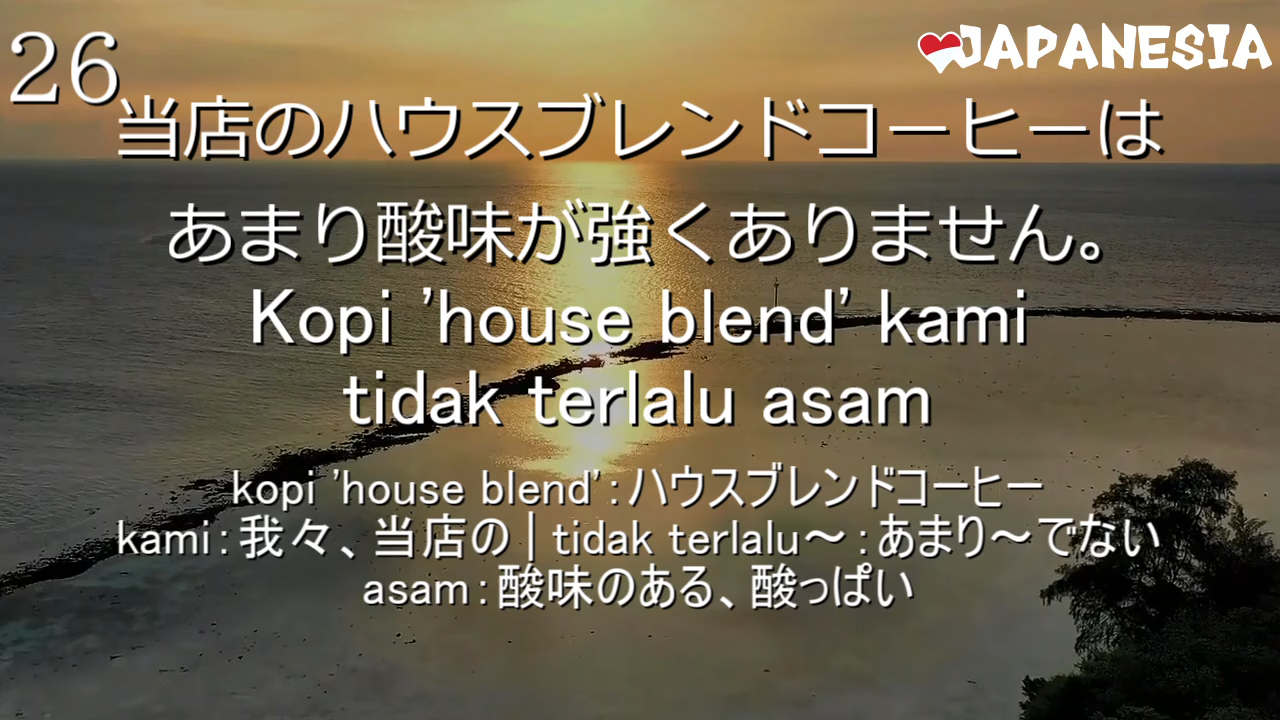 26
JAPANESIA
当店のハウスブレンドコーヒーは
あまり酸味が強くありません。
Kopi 'house blend' kami
tidak terlalu asam
kopi 'house blend'：ハウスブレンドコーヒー
kami：我々、当店の | tidak terlalu～：あまり～でない
asam：酸味のある、酸っぱい